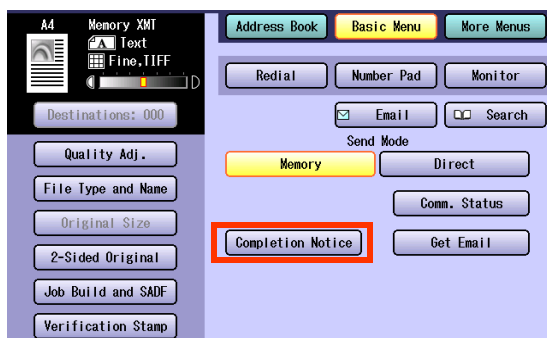 A4 Memory XMT
A Text
Fine,TIFF
D
Destinations: 000
Quality Adj.
File Type and Name
Original Size
2-Sided Original
Job Build and SADF
Verification Stamp
Address Book Basic Menu More Menus
Redial Number Pad Monitor
Email Search
Send Mode
Memory Direct
Comm. Status
Completion Notice Get Email